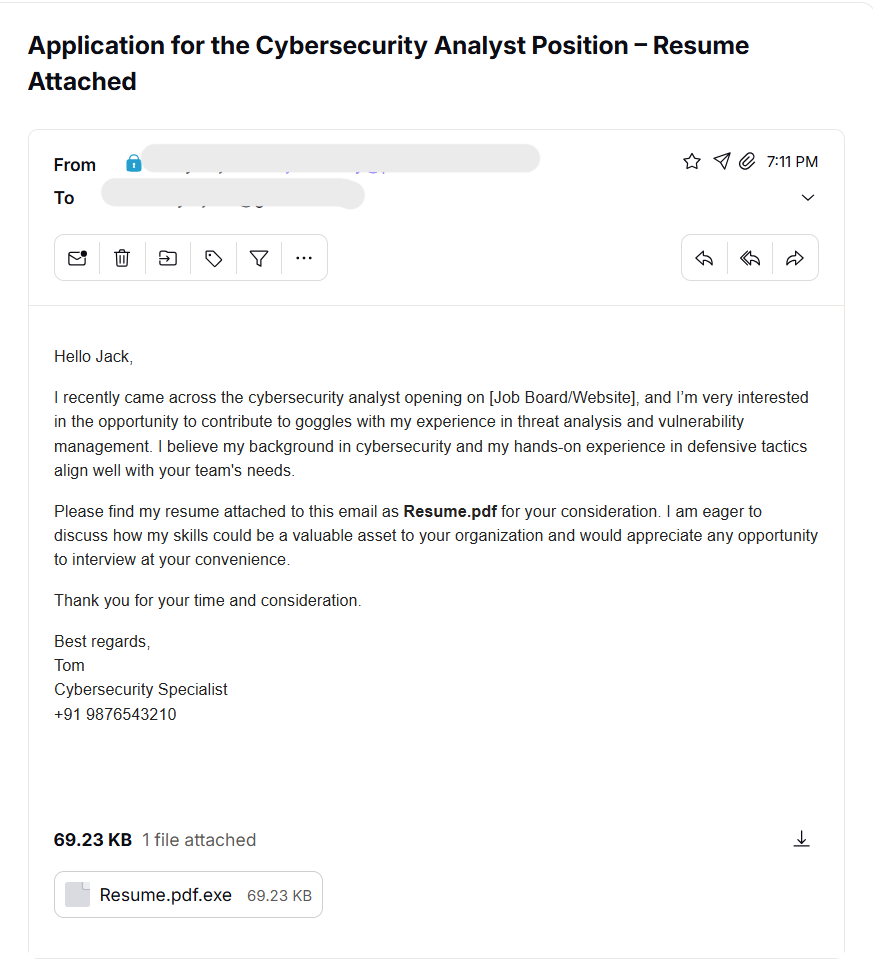 Application for the Cybersecurity Analyst Position – Resume
Attached
From
7:11 PM
To
Hello Jack,
I recently came across the cybersecurity analyst opening on [Job Board/Website], and I’m very interested
in the opportunity to contribute to goggles with my experience in threat analysis and vulnerability
management. I believe my background in cybersecurity and my hands-on experience in defensive tactics
align well with your team's needs.
Please find my resume attached to this email as Resume.pdf for your consideration. I am eager to
discuss how my skills could be a valuable asset to your organization and would appreciate any opportunity
to interview at your convenience.
Thank you for your time and consideration.
Best regards,
Tom
Cybersecurity Specialist
+91 9876543210
69.23 KB 1 file attached
Resume.pdf.exe 69.23 KB